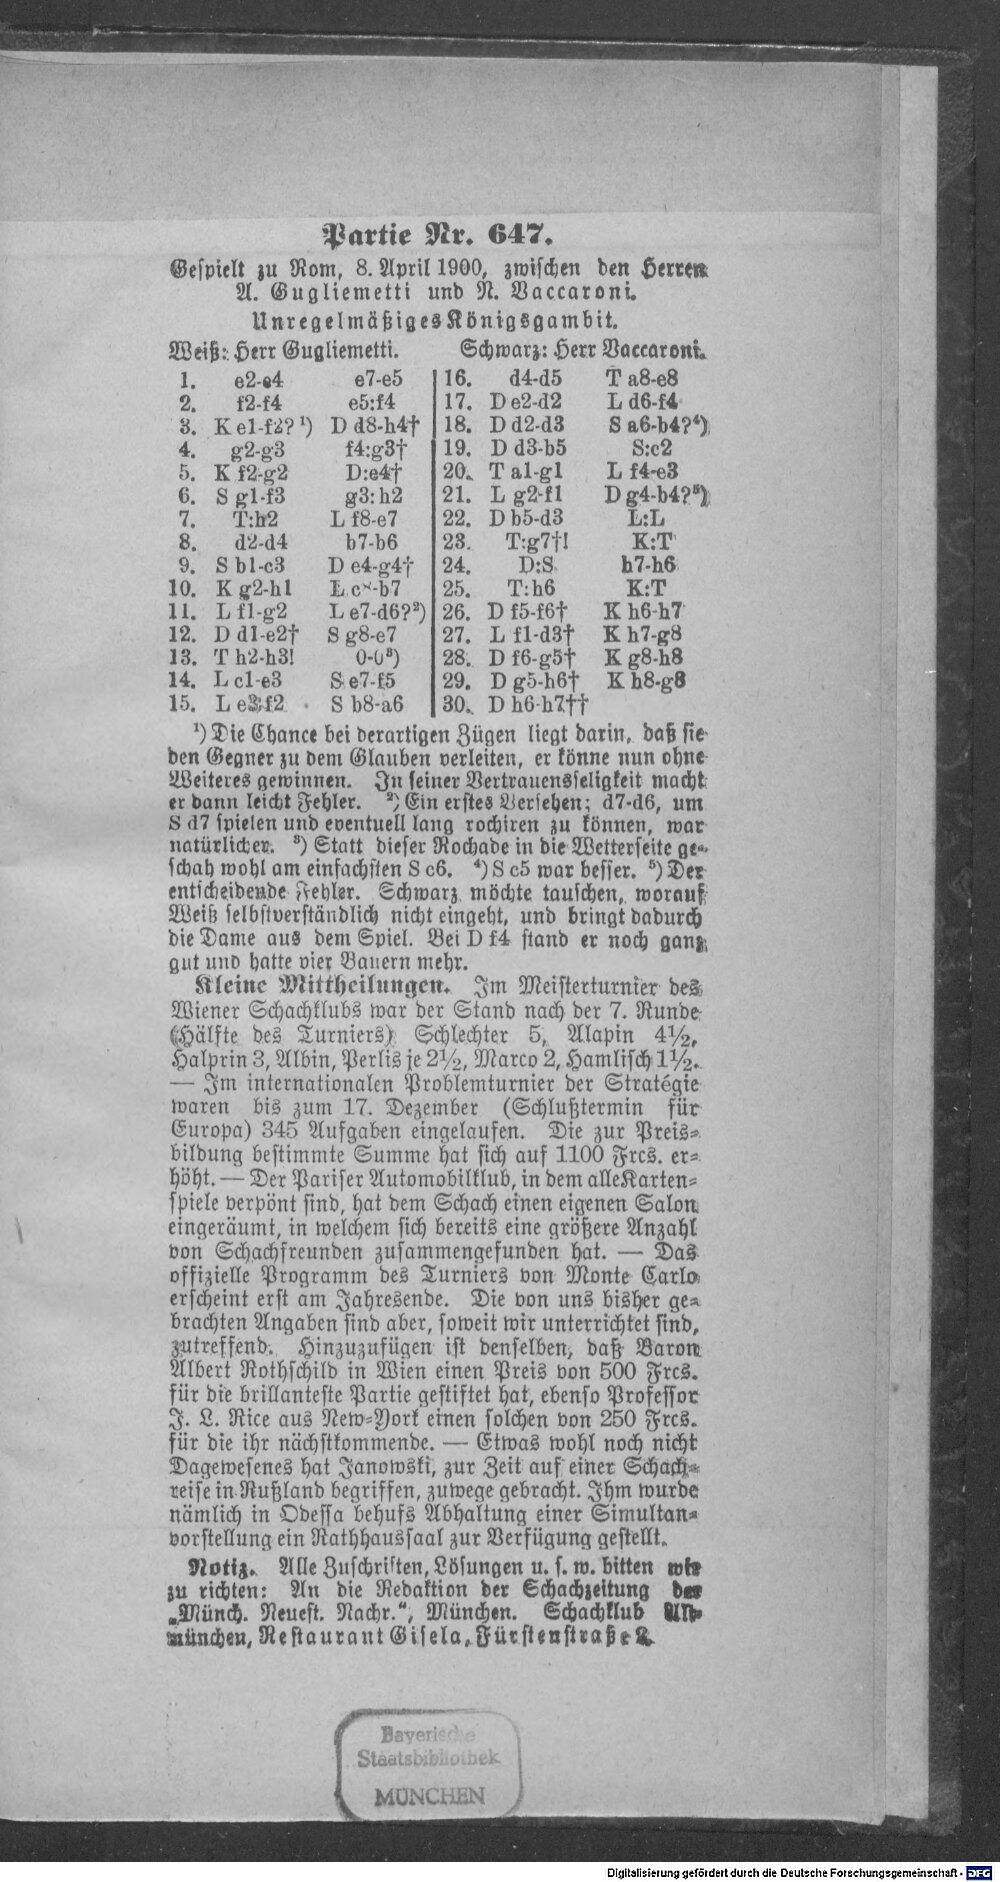 Partie Nr. 647.
Gespielt zu Rom, 8. April 1900, zwischen den Herren
A. Gugliemetti und N. Vaccaroni.
Unregelmäßiges Königsgambit.
Weiß: Herr Gugliemetti. Schwarz: Herr Vaccaroni.
1. e2-e4 e7-e5
2. f2-f4 e5:f4
3. K e1-f2? ¹) D d8-h4†
4. g2-g3 f4:g3†
5. K f2-g2 D:e4†
6. S g1-f3 g3:h2
7. T:h2 L f8-e7
8. d2-d4 b7-b6
9. S b1-c3 D e4-g4†
10. K g2-h1 L c8-b7
11. L f1-g2 L e7-d6?²)
12. D d1-e2† S g8-e7
13. T h2-h3! 0-0³)
14. L c1-e3 S e7-f5
15. L e3-f2 S b8-a6
16. d4-d5 T a8-e8
17. D e2-d2 L d6-f4
18. D d2-d3 S a6-b4?⁴)
19. D d3-b5 S:c2
20. T a1-g1 L f4-e3
21. L g2-f1 D g4-b4?⁵)
22. D b5-d3 L:L
23. T:g7†! K:T
24. D:S h7-h6
25. T:h6 K:T
26. D f5-f6† K h6-h7
27. L f1-d3† K h7-g8
28. D f6-g5† K g8-h8
29. D g5-h6† K h8-g8
30. D h6-h7††
¹) Die Chance bei derartigen Zügen liegt darin, daß sie
den Gegner zu dem Glauben verleiten, er könne nun ohne
Weiteres gewinnen. In seiner Vertrauensseligkeit macht
er dann leicht Fehler. ²) Ein erstes Versehen; d7-d6, um
S d7 spielen und eventuell lang rochiren zu können, war
natürlicher. ³) Statt dieser Rochade in die Wetterseite ge-
schah wohl am einfachsten S c6. ⁴) S c5 war besser. ⁵) Der
entscheidende Fehler. Schwarz möchte tauschen, worauf
Weiß selbstverständlich nicht eingeht, und bringt dadurch
die Dame aus dem Spiel. Bei D f4 stand er noch ganz
gut und hatte vier Bauern mehr.
Kleine Mittheilungen. Im Meisterturnier des
Wiener Schachklubs war der Stand nach der 7. Runde
(Hälfte des Turniers) Schlechter 5, Alapin 4½,
Halprin 3, Albin, Perlis je 2½, Marco 2, Hamlisch 1½.
— Im internationalen Problemturnier der Stratégie
waren bis zum 17. Dezember (Schlußtermin für
Europa) 345 Aufgaben eingelaufen. Die zur Preis-
bildung bestimmte Summe hat sich auf 1100 Frcs. er-
höht. — Der Pariser Automobilklub, in dem alle Karten-
spiele verpönt sind, hat dem Schach einen eigenen Salon
eingeräumt, in welchem sich bereits eine größere Anzahl
von Schachfreunden zusammengefunden hat. — Das
offizielle Programm des Turniers von Monte Carlo
erscheint erst am Jahresende. Die von uns bisher ge-
brachten Angaben sind aber, soweit wir unterrichtet sind,
zutreffend. Hinzuzufügen ist denselben, daß Baron
Albert Rothschild in Wien einen Preis von 500 Frcs.
für die brillanteste Partie gestiftet hat, ebenso Professor
J. L. Rice aus New-York einen solchen von 250 Frcs.
für die ihr nächstkommende. — Etwas wohl noch nicht
Dagewesenes hat Janowski, zur Zeit auf einer Schach-
reise in Rußland begriffen, zuwege gebracht. Ihm wurde
nämlich in Odessa behufs Abhaltung einer Simultan-
vorstellung ein Rathhaussaal zur Verfügung gestellt.
Notiz. Alle Zuschriften, Lösungen u. s. w. bitten wir
zu richten: An die Redaktion der Schachzeitung der
„Münch. Neuest. Nachr.“, München. Schachklub Alt-
münchen, Restaurant Gisela, Fürstenstraße 2.
Bayerische
Staatsbibliothek
MÜNCHEN
Digitalisierung gefördert durch die Deutsche Forschungsgemeinschaft - DFG